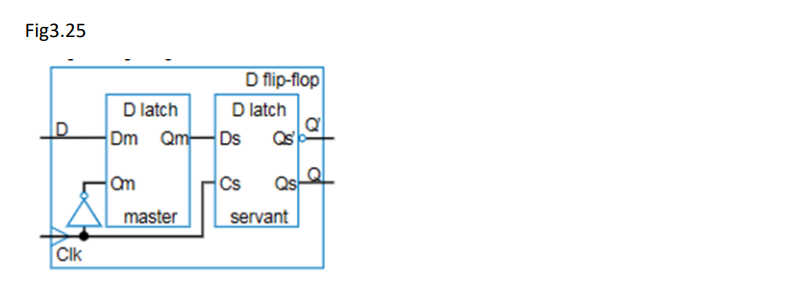 Fig3.25
D flip-flop
D latch D latch
D Q'
Dm Qm Ds Qs'
Cm Cs Qs Q
master servant
Clk